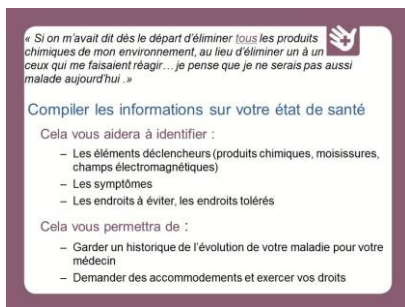 « Si on m'avait dit dès le départ d'éliminer tous les produits
chimiques de mon environnement, au lieu d'éliminer un à un
ceux qui me faisaient réagir… je pense que je ne serais pas aussi
malade aujourd'hui .»
Compiler les informations sur votre état de santé
Cela vous aidera à identifier :
– Les éléments déclencheurs (produits chimiques, moisissures,
champs électromagnétiques)
– Les symptômes
– Les endroits à éviter, les endroits tolérés
Cela vous permettra de :
– Garder un historique de l'évolution de votre maladie pour votre
médecin
– Demander des accommodements et exercer vos droits